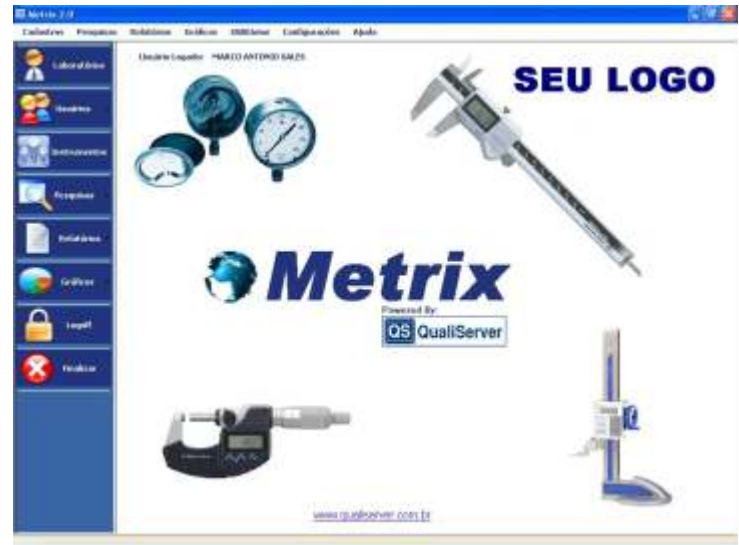 Metrix 2.0
Cadastros Pesquisas Relatórios Gráficos Utilitários Configurações Ajuda
Usuário Logado: MARCO ANTONIO SALES
SEU LOGO
Laboratórios
Usuários
Instrumentos
Pesquisas
Relatórios
Gráficos
Logoff
Finalizar
Metrix
Powered By:
QS QualiServer
www.qualiserver.com.br